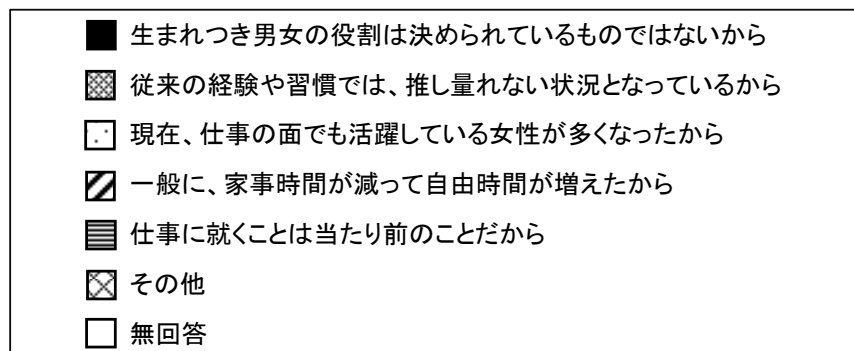 生まれつき男女の役割は決められているものではないから
従来の経験や習慣では、推し量れない状況となっているから
現在、仕事の面でも活躍している女性が多くなったから
一般に、家事時間が減って自由時間が増えたから
仕事に就くことは当たり前のことだから
その他
無回答